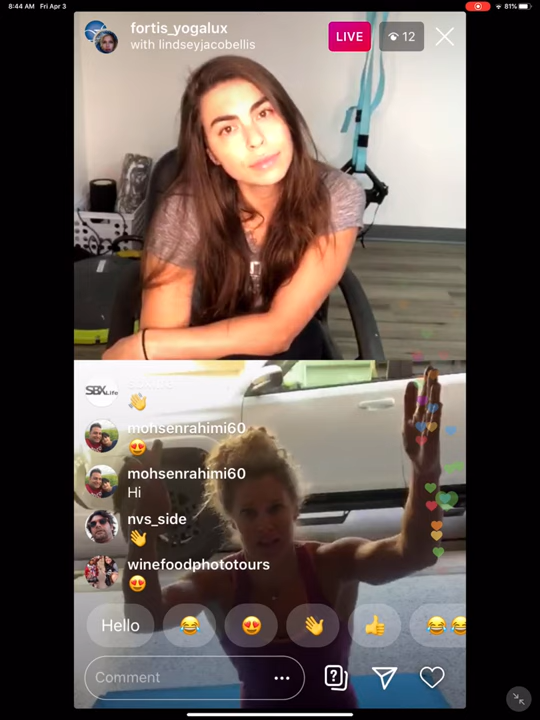 8:44 AM Fri Apr 3
81%
fortis_yogalux
with lindseyjacobellis
LIVE
12
SBXLife
mohsenrahimi60
mohsenrahimi60
Hi
nvs_side
winefoodphototours
Hello
Comment